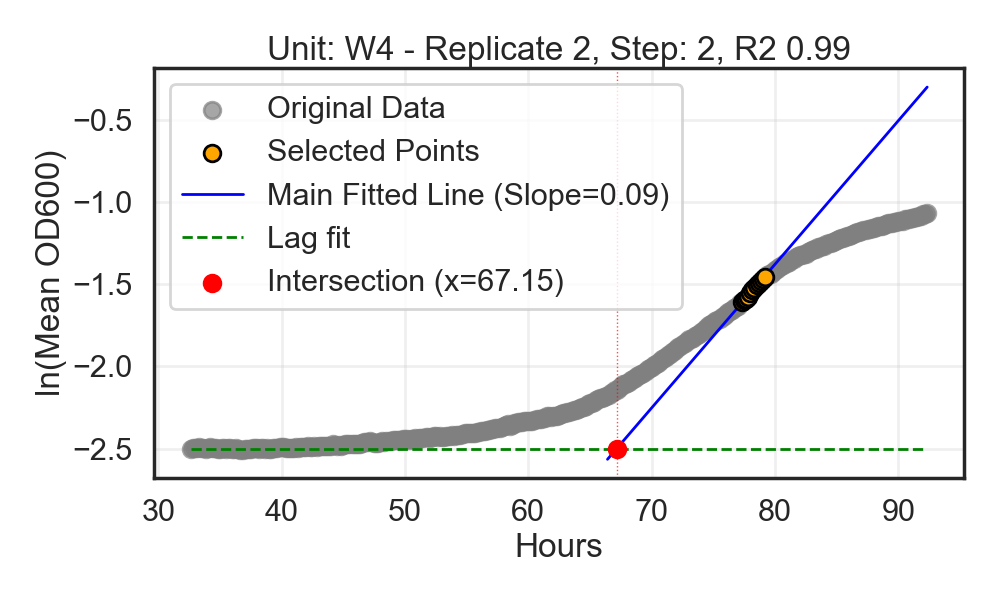 Unit: W4 - Replicate 2, Step: 2, R2 0.99
Original Data
Selected Points
Main Fitted Line (Slope=0.09)
Lag fit
Intersection (x=67.15)
ln(Mean OD600)
−0.5
−1.0
−1.5
−2.0
−2.5
30 40 50 60 70 80 90
Hours